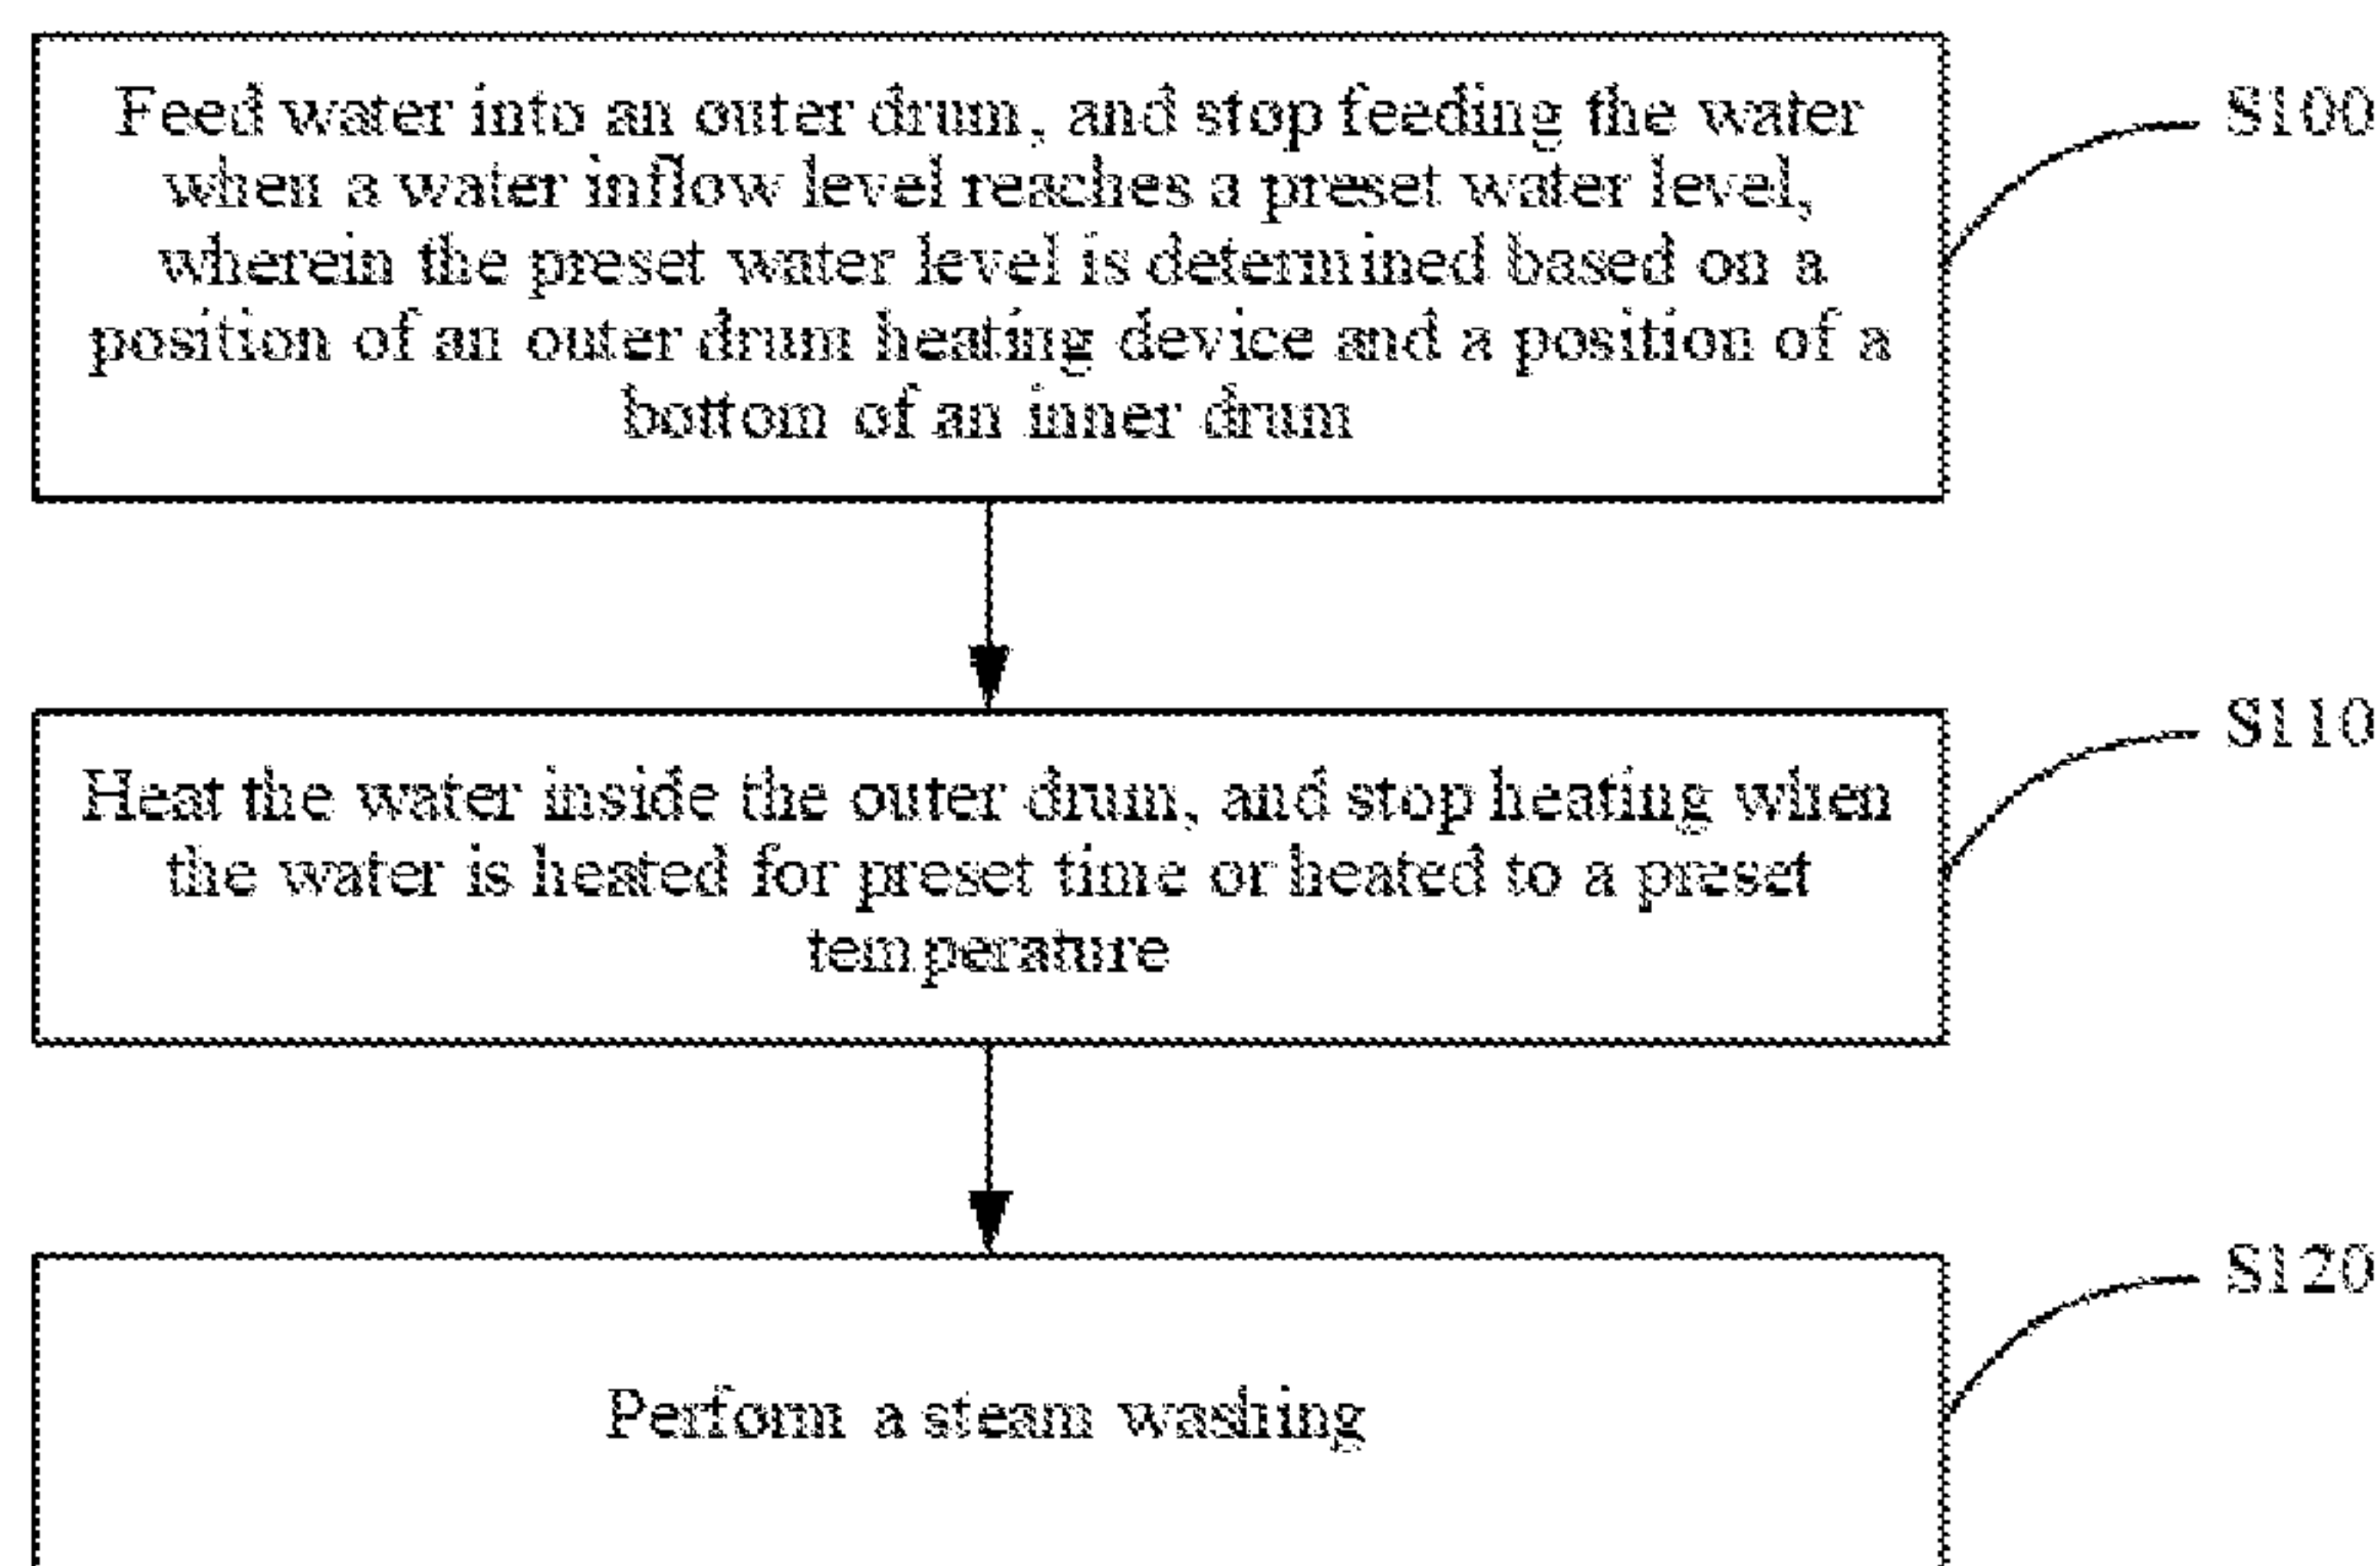 Feed water into an outer drum, and stop feeding the water
when a water inflow level reaches a preset water level,
wherein the preset water level is determined based on a
position of an outer drum heating device and a position of a
bottom of an inner drum
S100
Heat the water inside the outer drum, and stop heating when
the water is heated for preset time or heated to a preset
temperature
S110
Perform a steam washing
S120